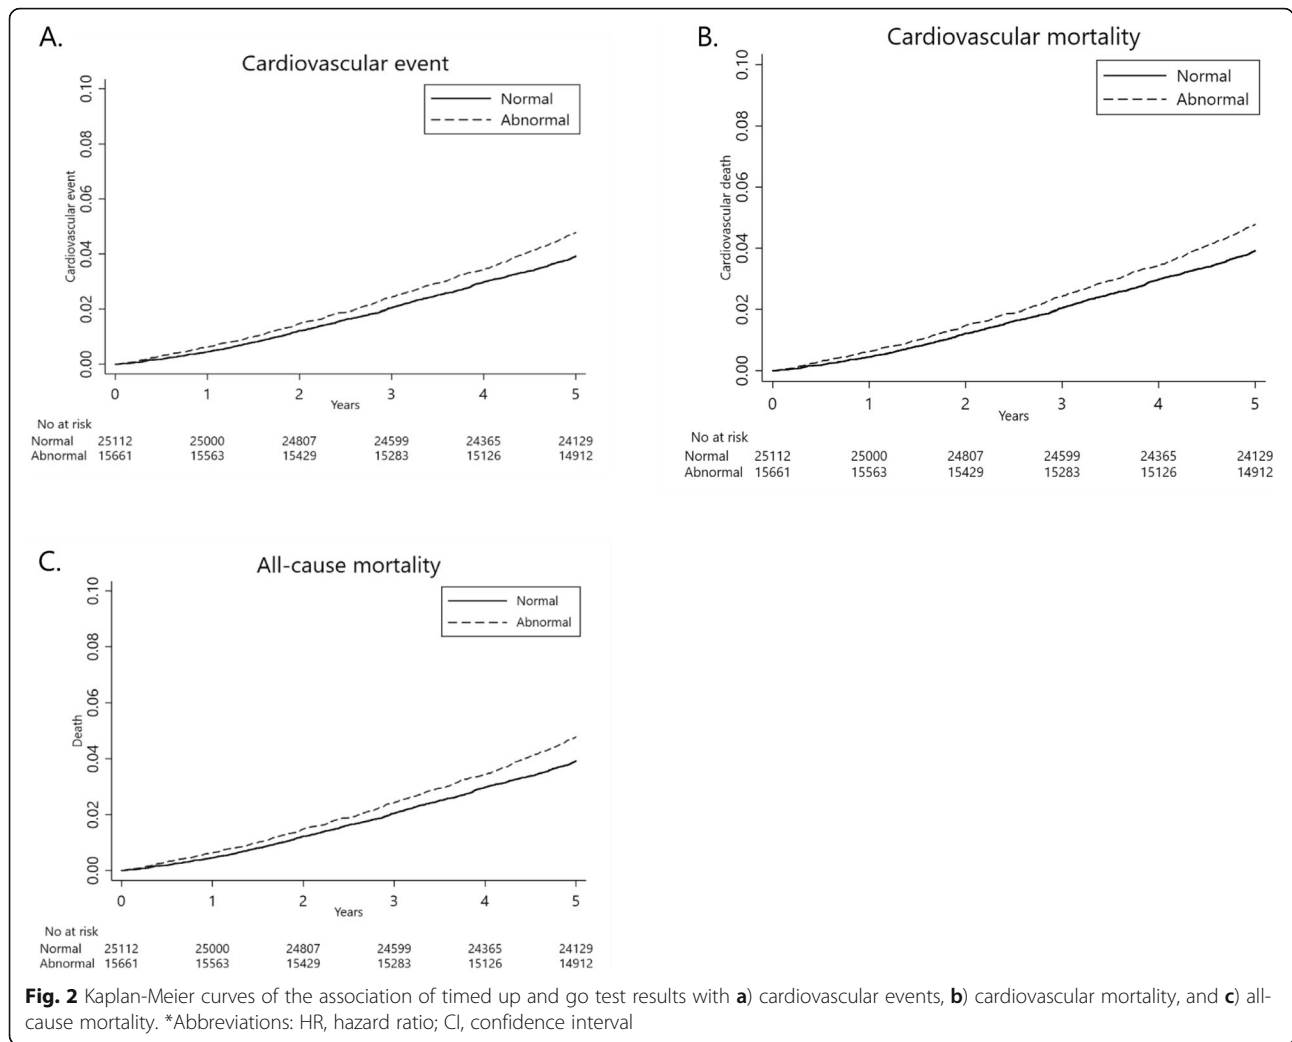 A.
Cardiovascular event
Normal
Abnormal
Cardiovascular event
0.10
0.08
0.06
0.04
0.02
0.00
0 1 2 3 4 5
Years
No at risk
Normal 25112 25000 24807 24599 24365 24129
Abnormal 15661 15563 15429 15283 15126 14912
B.
Cardiovascular mortality
Normal
Abnormal
Cardiovascular death
0.10
0.08
0.06
0.04
0.02
0.00
0 1 2 3 4 5
Years
No at risk
Normal 25112 25000 24807 24599 24365 24129
Abnormal 15661 15563 15429 15283 15126 14912
C.
All-cause mortality
Normal
Abnormal
Death
0.10
0.08
0.06
0.04
0.02
0.00
0 1 2 3 4 5
Years
No at risk
Normal 25112 25000 24807 24599 24365 24129
Abnormal 15661 15563 15429 15283 15126 14912
Fig. 2 Kaplan-Meier curves of the association of timed up and go test results with a) cardiovascular events, b) cardiovascular mortality, and c) all-
cause mortality. *Abbreviations: HR, hazard ratio; CI, confidence interval